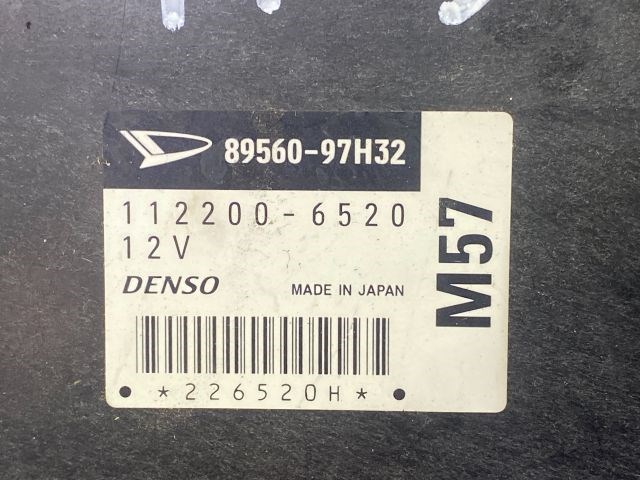 89560-97H32
112200-6520
12V
DENSO MADE IN JAPAN
*226520H*
M57